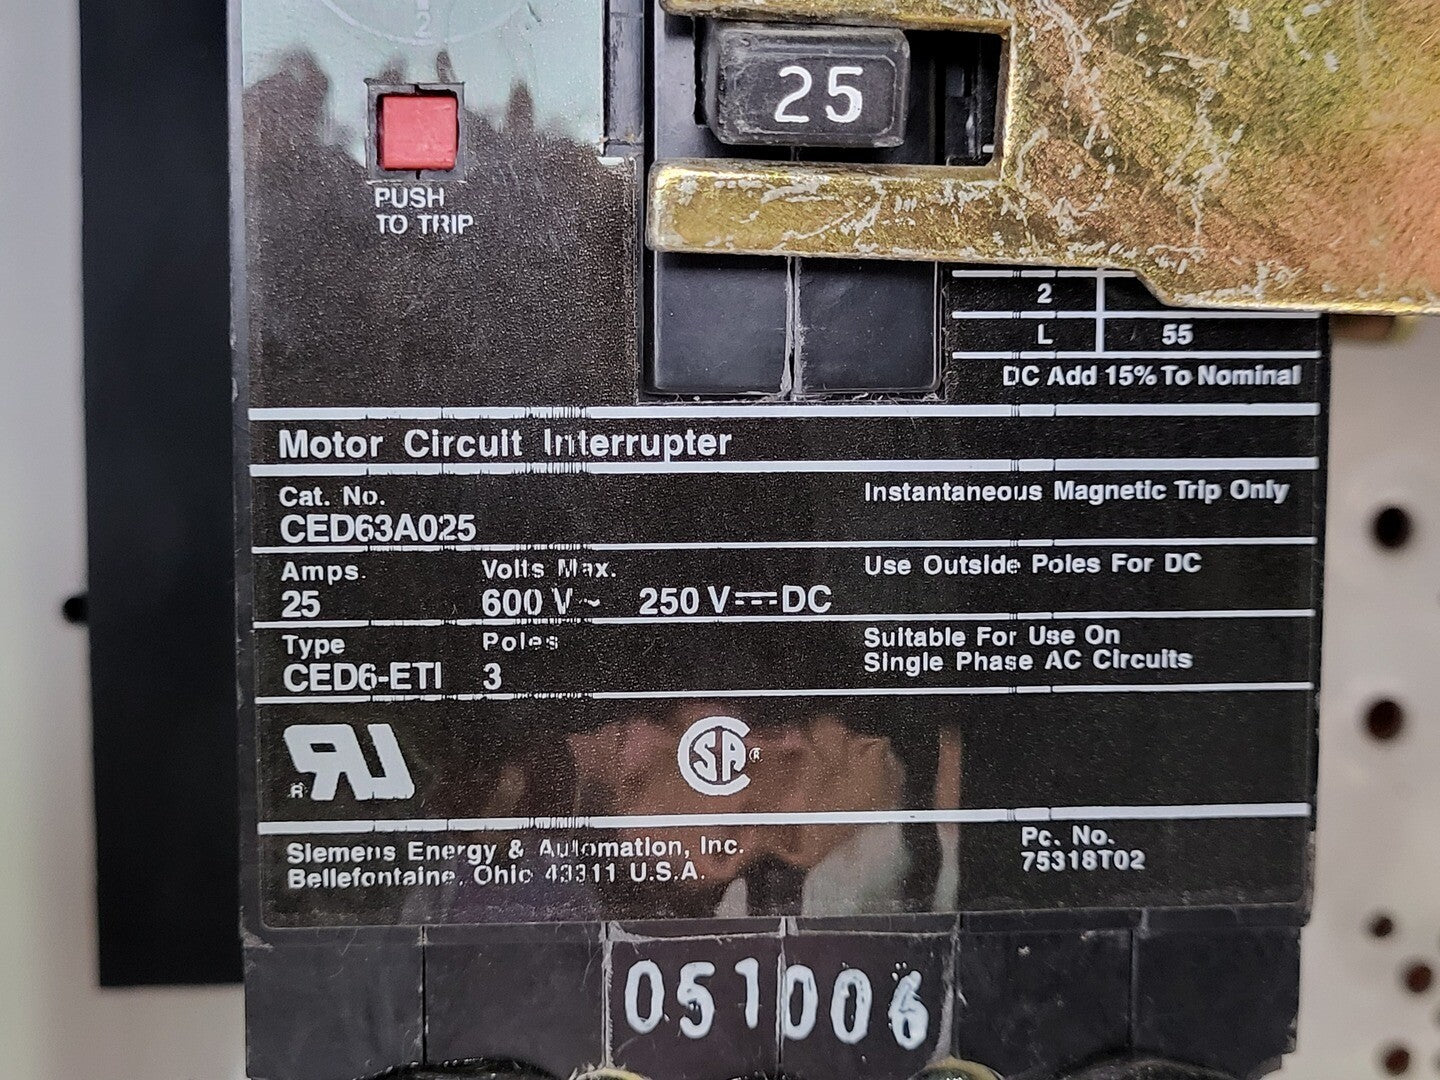 2
25
PUSH
TO TRIP
2
L 55
DC Add 15% To Nominal
Motor Circuit Interrupter
Cat. No.
CED63A025
Instantaneous Magnetic Trip Only
Amps. Volts Max.
25 600 V~ 250 V⎓DC
Use Outside Poles For DC
Type Poles
CED6-ETI 3
Suitable For Use On
Single Phase AC Circuits
UR ®
CSA ®
Siemens Energy & Automation, Inc.
Bellefontaine, Ohio 43311 U.S.A.
Pc. No.
75318T02
051006